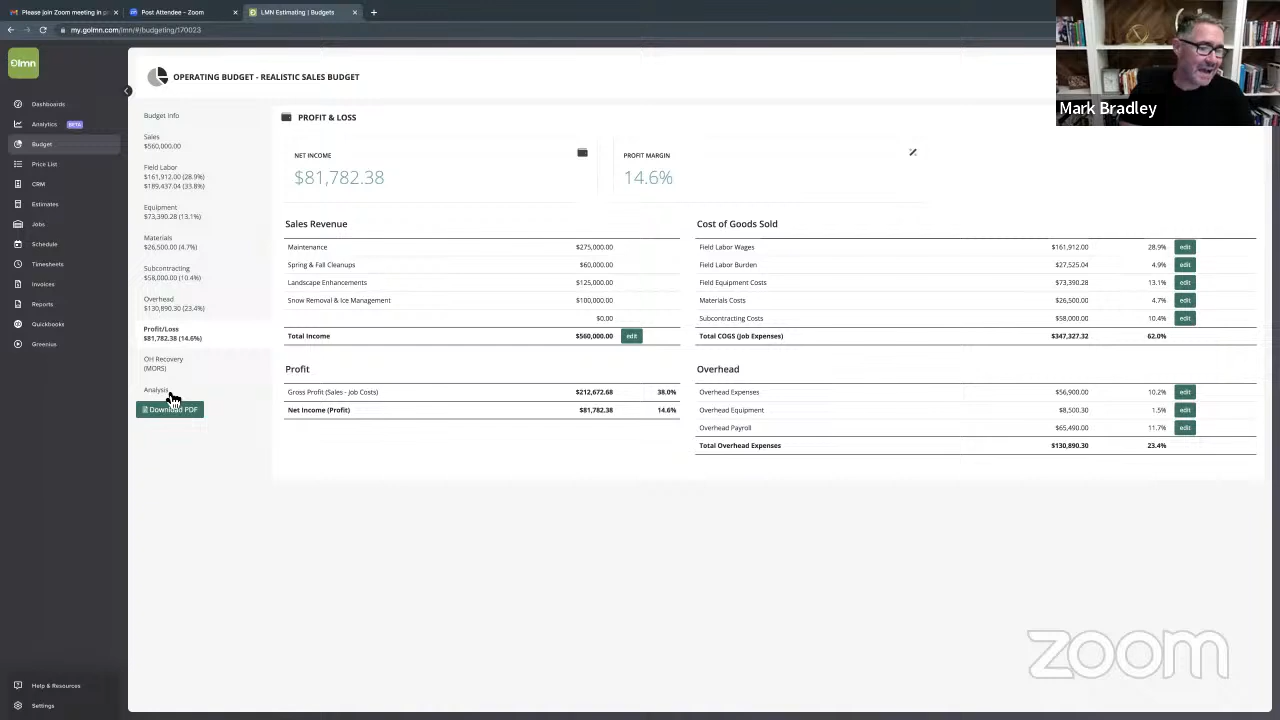 Please join Zoom meeting in p
Post Attendee - Zoom
LMN Estimating | Budgets
my.golmn.com/lmn/#/budgeting/170023
lmn
Dashboards
Analytics BETA
Budget
Price List
CRM
Estimates
Jobs
Schedule
Timesheets
Invoices
Reports
Quickbooks
Greenius
Help & Resources
Settings
OPERATING BUDGET - REALISTIC SALES BUDGET
Budget Info
Sales
$560,000.00
Field Labor
$161,912.00 (28.9%)
$189,437.04 (33.8%)
Equipment
$73,390.28 (13.1%)
Materials
$26,500.00 (4.7%)
Subcontracting
$58,000.00 (10.4%)
Overhead
$130,890.30 (23.4%)
Profit/Loss
$81,782.38 (14.6%)
OH Recovery
(MORS)
Analysis
Download PDF
PROFIT & LOSS
NET INCOME
$81,782.38
PROFIT MARGIN
14.6%
Sales Revenue
Maintenance $275,000.00
Spring & Fall Cleanups $60,000.00
Landscape Enhancements $125,000.00
Snow Removal & Ice Management $100,000.00
$0.00
Total Income $560,000.00 edit
Profit
Gross Profit (Sales - Job Costs) $212,672.68 38.0%
Net Income (Profit) $81,782.38 14.6%
Cost of Goods Sold
Field Labor Wages $161,912.00 28.9% edit
Field Labor Burden $27,525.04 4.9% edit
Field Equipment Costs $73,390.28 13.1% edit
Materials Costs $26,500.00 4.7% edit
Subcontracting Costs $58,000.00 10.4% edit
Total COGS (Job Expenses) $347,327.32 62.0%
Overhead
Overhead Expenses $56,900.00 10.2% edit
Overhead Equipment $8,500.30 1.5% edit
Overhead Payroll $65,490.00 11.7% edit
Total Overhead Expenses $130,890.30 23.4%
Mark Bradley
zoom